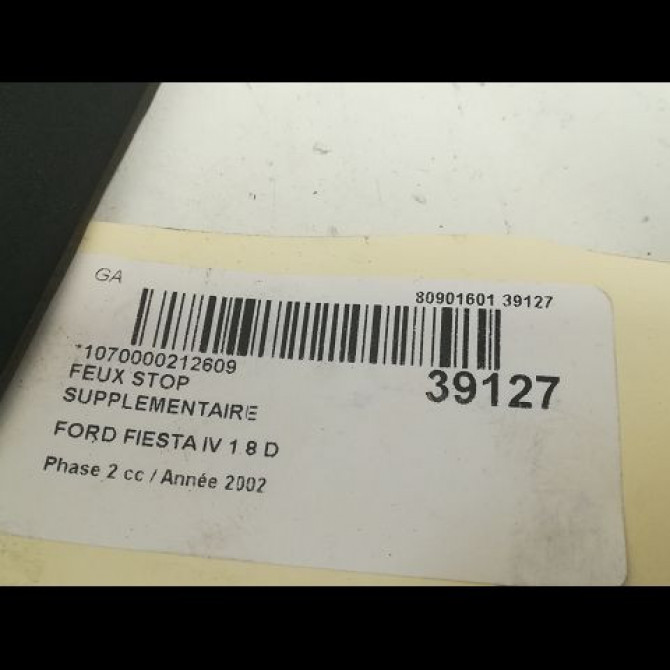 GA
80901601 39127
*1070000212609
39127
FEUX STOP
SUPPLEMENTAIRE
FORD FIESTA IV 1 8 D
Phase 2 cc / Année 2002